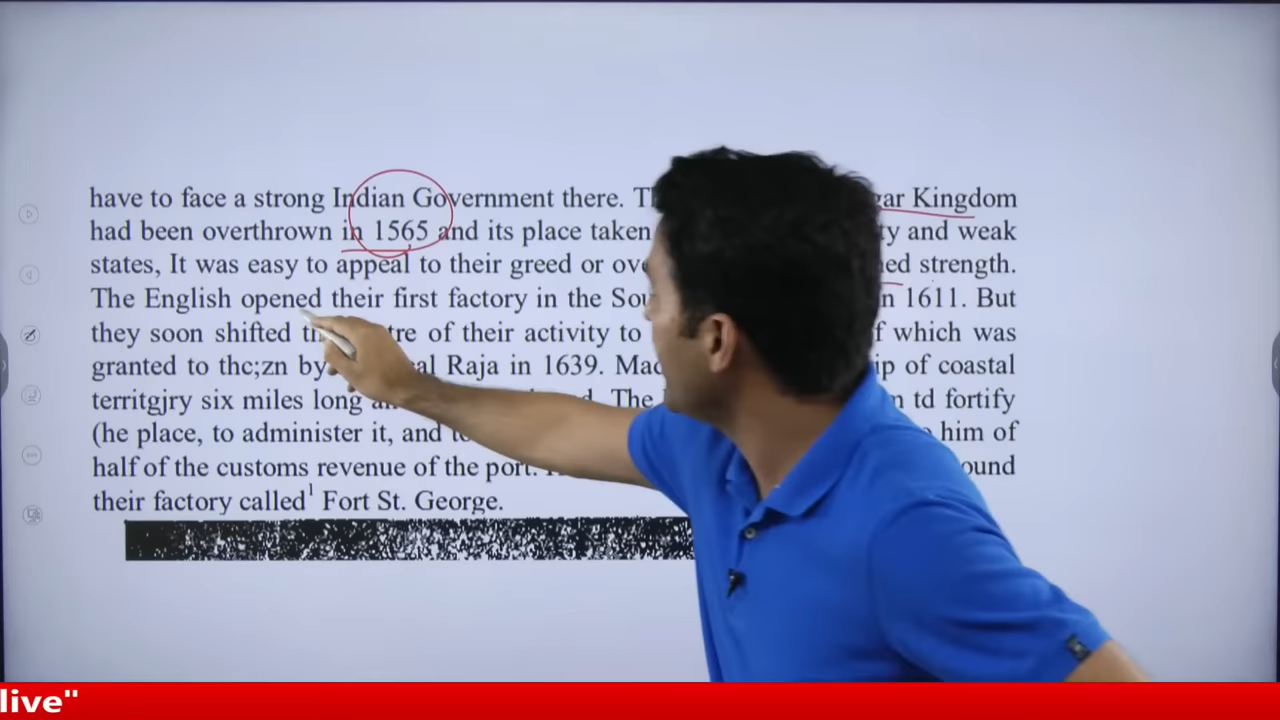 have to face a strong Indian Government there. gar Kingdom
had been overthrown in 1565 and its place taken ty and weak
states, It was easy to appeal to their greed or ov ed strength.
The English opened their first factory in the Sou n 1611. But
they soon shifted th tre of their activity to f which was
granted to thc;zn by al Raja in 1639. Mad ip of coastal
territgjry six miles long an d. The m td fortify
(he place, to administer it, and to him of
half of the customs revenue of the port. ound
their factory called1 Fort St. George.
live"